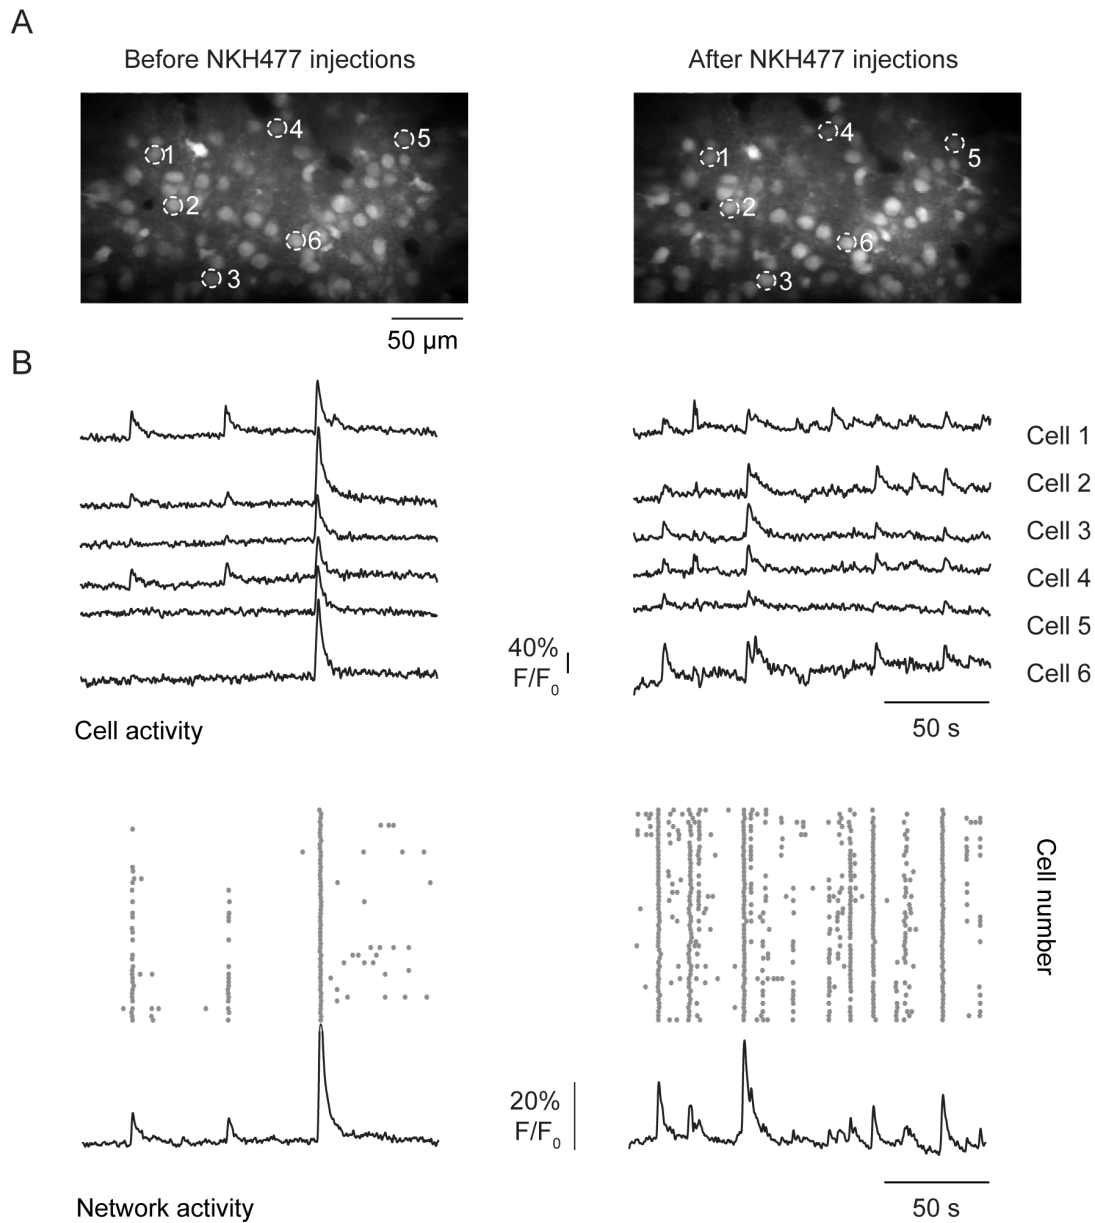 A
Before NKH477 injections
After NKH477 injections
1
2
3
4
5
6
1
2
3
4
5
6
50 µm
B
Cell 1
Cell 2
Cell 3
Cell 4
Cell 5
Cell 6
40%
F/F0
50 s
Cell activity
Cell number
20%
F/F0
50 s
Network activity